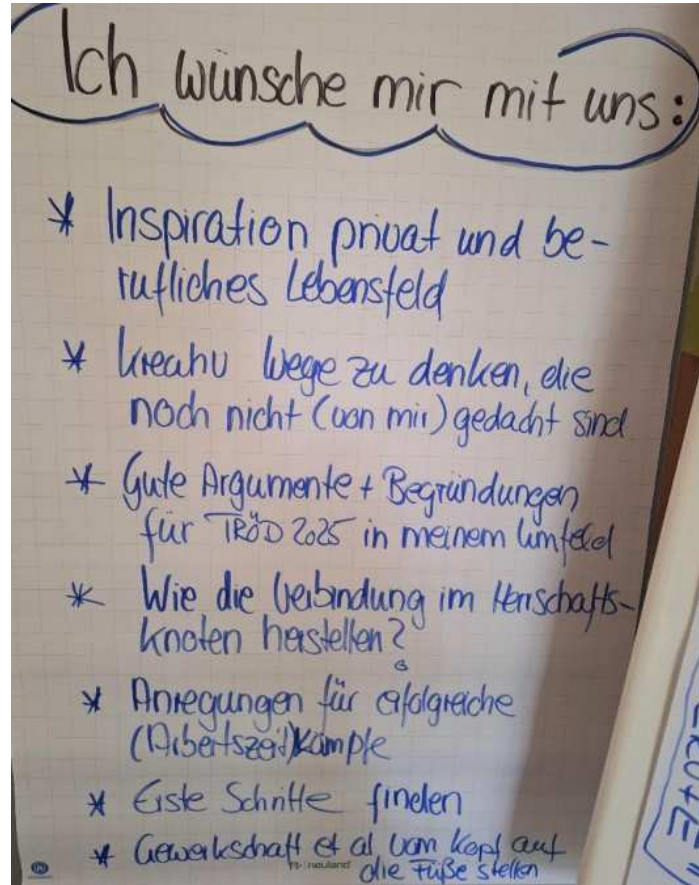 Ich wünsche mir mit uns:
* Inspiration privat und be-
rufliches Lebensfeld
* kreativ Wege zu denken, die
noch nicht (von mir) gedacht sind
* Gute Argumente + Begründungen
für TRÖD 2025 in meinem Umfeld
* Wie die Verbindung im Herrschafts-
knoten herstellen?
* Anregungen für erfolgreiche
(Arbeitszeit)Kämpfe
* Erste Schritte finden
* Gewerkschaft et al vom Kopf auf
die Füße stellen
neuland